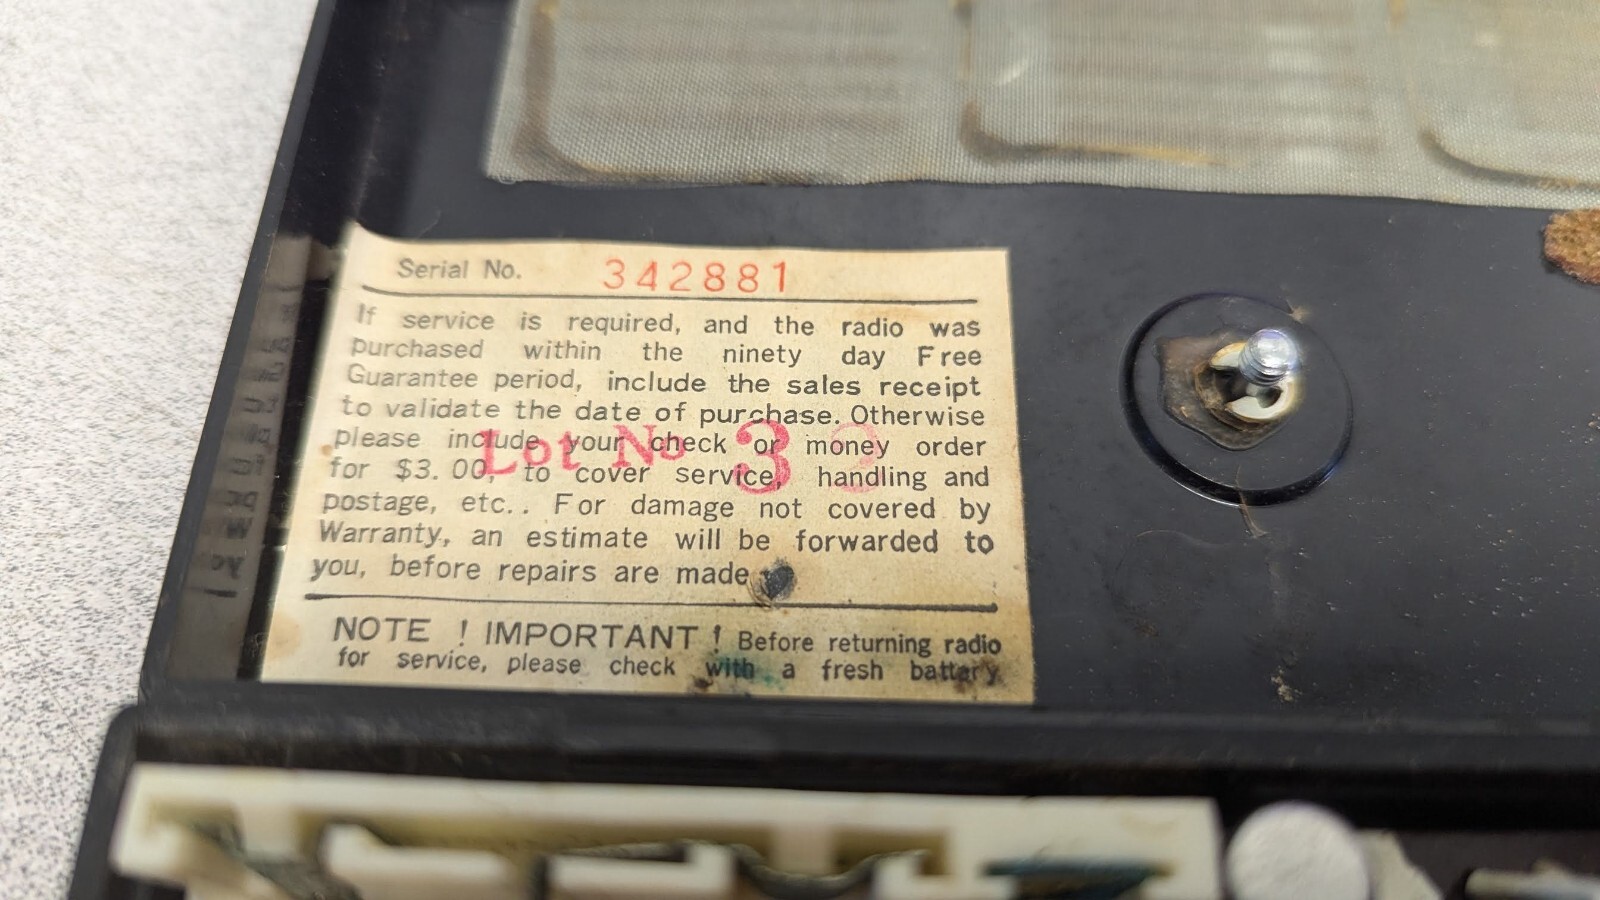 Serial No. 342881
If service is required, and the radio was
purchased within the ninety day Free
Guarantee period, include the sales receipt
to validate the date of purchase. Otherwise
please include your check or money order
for $3.00, to cover service, handling and
postage, etc.. For damage not covered by
Warranty, an estimate will be forwarded to
you, before repairs are made
Lot No 33
NOTE ! IMPORTANT ! Before returning radio
for service, please check with a fresh battery